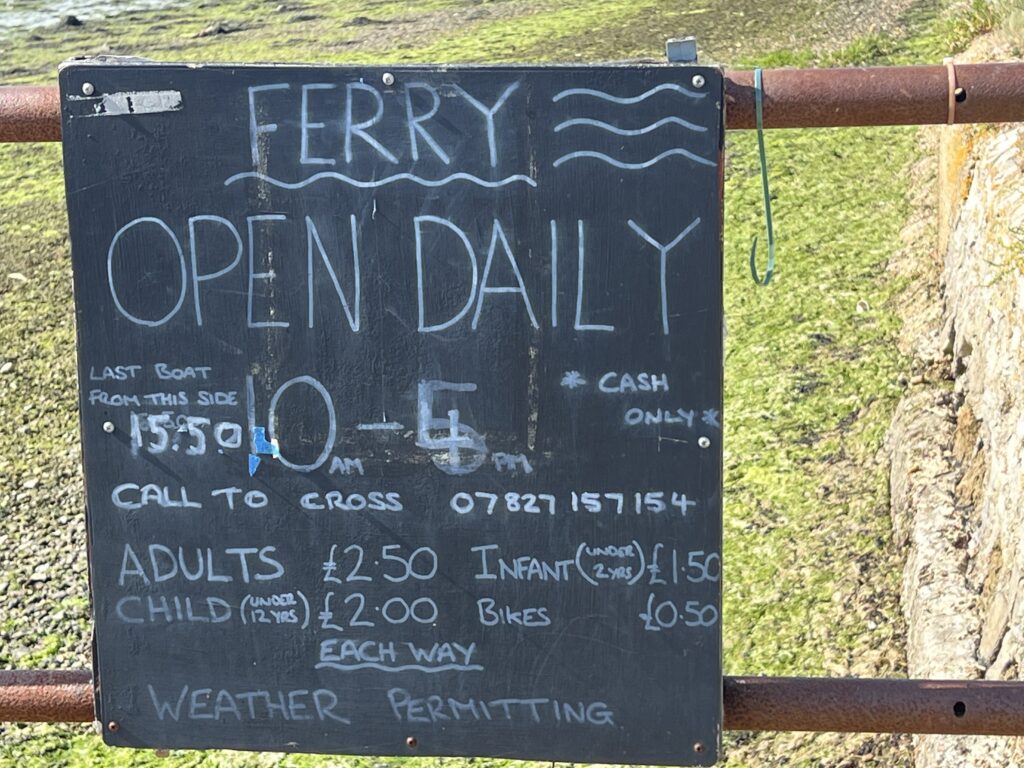 FERRY
OPEN DAILY
LAST BOAT
FROM THIS SIDE
15.50
10 AM - 4 PM
* CASH
ONLY *
CALL TO CROSS 07827 157154
ADULTS £2.50 INFANT (UNDER 2YRS) £1.50
CHILD (UNDER 12YRS) £2.00 BIKES £0.50
EACH WAY
WEATHER PERMITTING